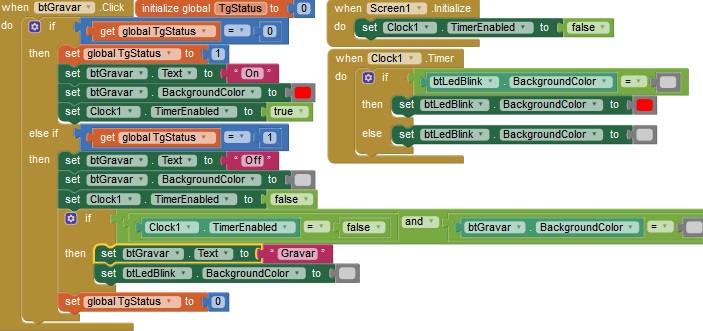 when btGravar .Click
initialize global TgStatus to 0
do if get global TgStatus = 0
then set global TgStatus to 1
set btGravar . Text to " On "
set btGravar . BackgroundColor to
set Clock1 . TimerEnabled to true
else if get global TgStatus = 1
then set btGravar . Text to " Off "
set btGravar . BackgroundColor to
set Clock1 . TimerEnabled to false
if Clock1 . TimerEnabled = false and btGravar . BackgroundColor =
then set btGravar . Text to " Gravar "
set btLedBlink . BackgroundColor to
set global TgStatus to 0
when Screen1 .Initialize
do set Clock1 . TimerEnabled to false
when Clock1 .Timer
do if btLedBlink . BackgroundColor =
then set btLedBlink . BackgroundColor to
else set btLedBlink . BackgroundColor to